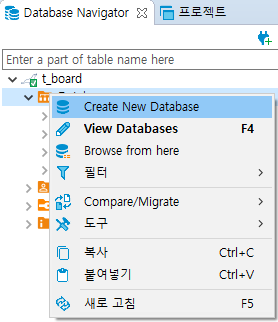 Database Navigator
프로젝트
Enter a part of table name here
t_board
Create New Database
View Databases F4
Browse from here
필터
Compare/Migrate
도구
복사 Ctrl+C
붙여넣기 Ctrl+V
새로 고침 F5